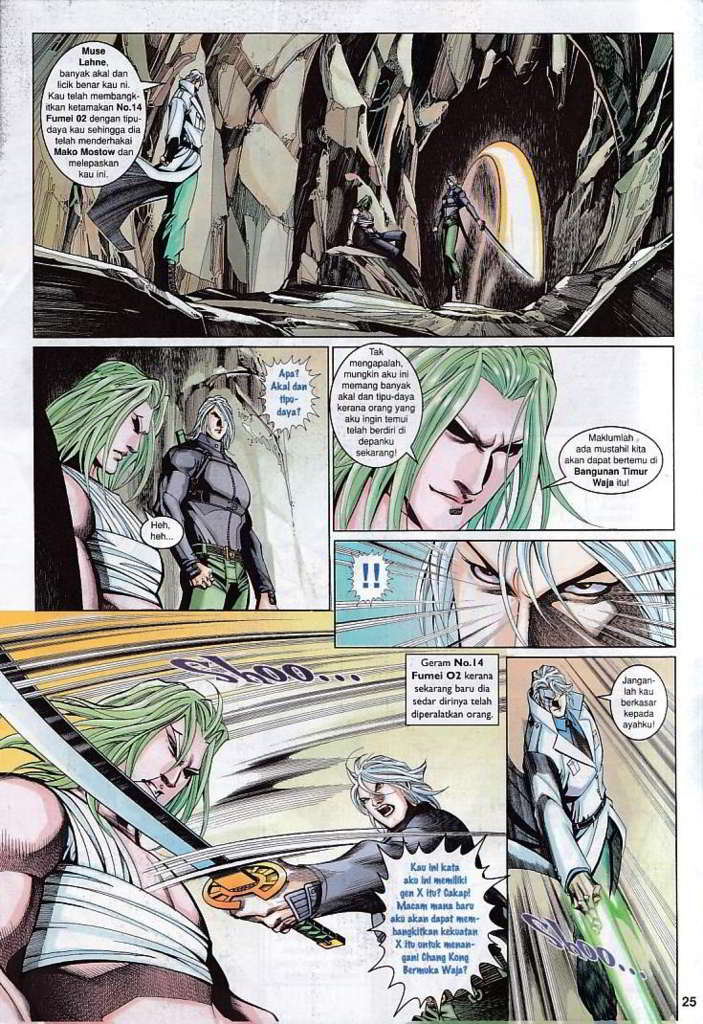 Muse
Lahne,
banyak akal dan
licik benar kau ni.
Kau telah membang-
kitkan ketamakan No.14
Fumei 02 dengan tipu-
daya kau sehingga dia
telah menderhakai
Mako Mostow dan
melepaskan
kau ini.
Apa?
Akal dan
tipu-
daya?
Heh,
heh...
Tak
mengapalah,
mungkin aku ini
memang banyak
akal dan tipu-daya
kerana orang yang
aku ingin temui
telah berdiri di
depanku
sekarang!
Maklumlah
ada mustahil kita
akan dapat bertemu di
Bangunan Timur
Waja itu!
!!
Shoo...
Geram No.14
Fumei O2 kerana
sekarang baru dia
sedar dirinya telah
diperalatkan orang.
Kau kata
aku ini memiliki
gen X itu? Cakap!
Macam mana baru
aku akan dapat mem-
bangkitkan kekuatan
X itu untuk menan-
gani Chang Kong
Bermuka Waja?
Jangan-
lah kau
berkasar
kepada
ayahku!
Shoo...
25